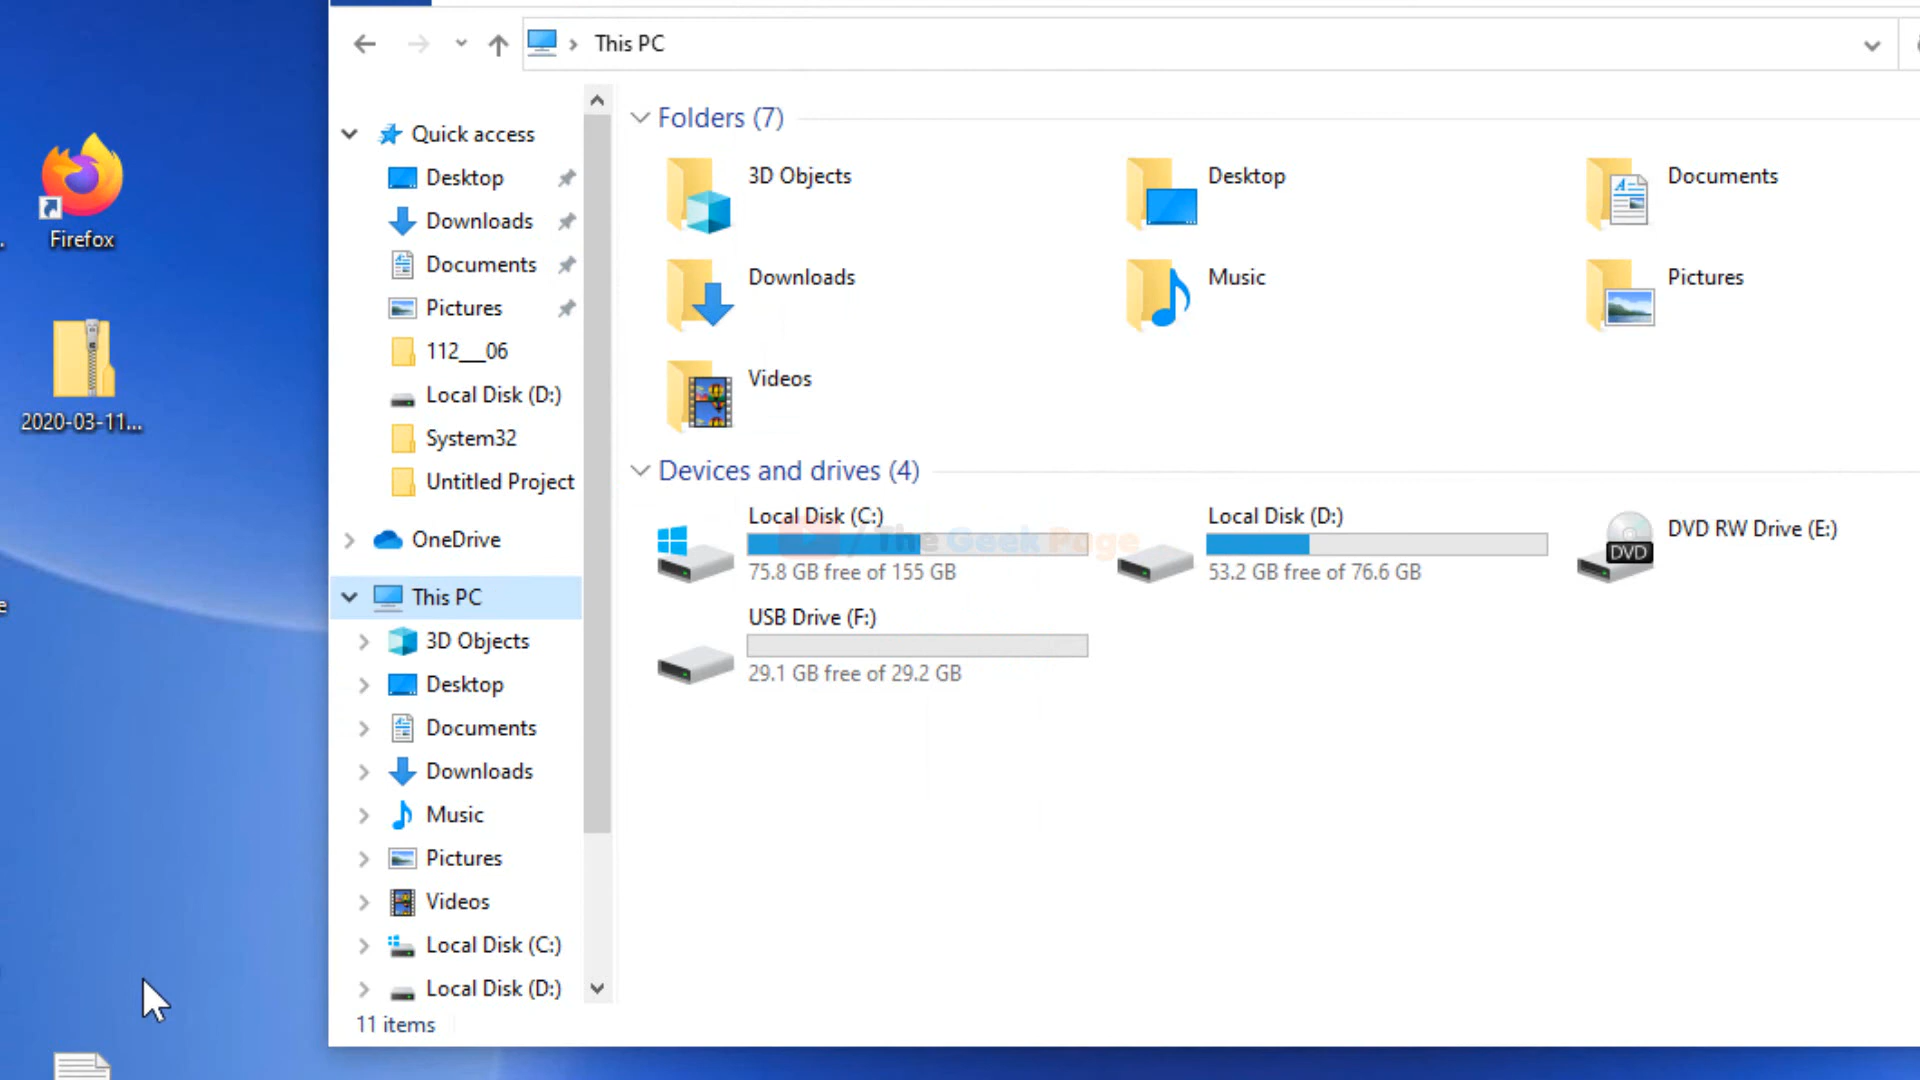 This PC
Firefox
2020-03-11...
Quick access
Desktop
Downloads
Documents
Pictures
112__06
Local Disk (D:)
System32
Untitled Project
OneDrive
This PC
3D Objects
Desktop
Documents
Downloads
Music
Pictures
Videos
Local Disk (C:)
Local Disk (D:)
11 items
Folders (7)
3D Objects
Desktop
Documents
Downloads
Music
Pictures
Videos
Devices and drives (4)
Local Disk (C:)
75.8 GB free of 155 GB
Local Disk (D:)
53.2 GB free of 76.6 GB
DVD RW Drive (E:)
DVD
USB Drive (F:)
29.1 GB free of 29.2 GB
/ The Geek Page